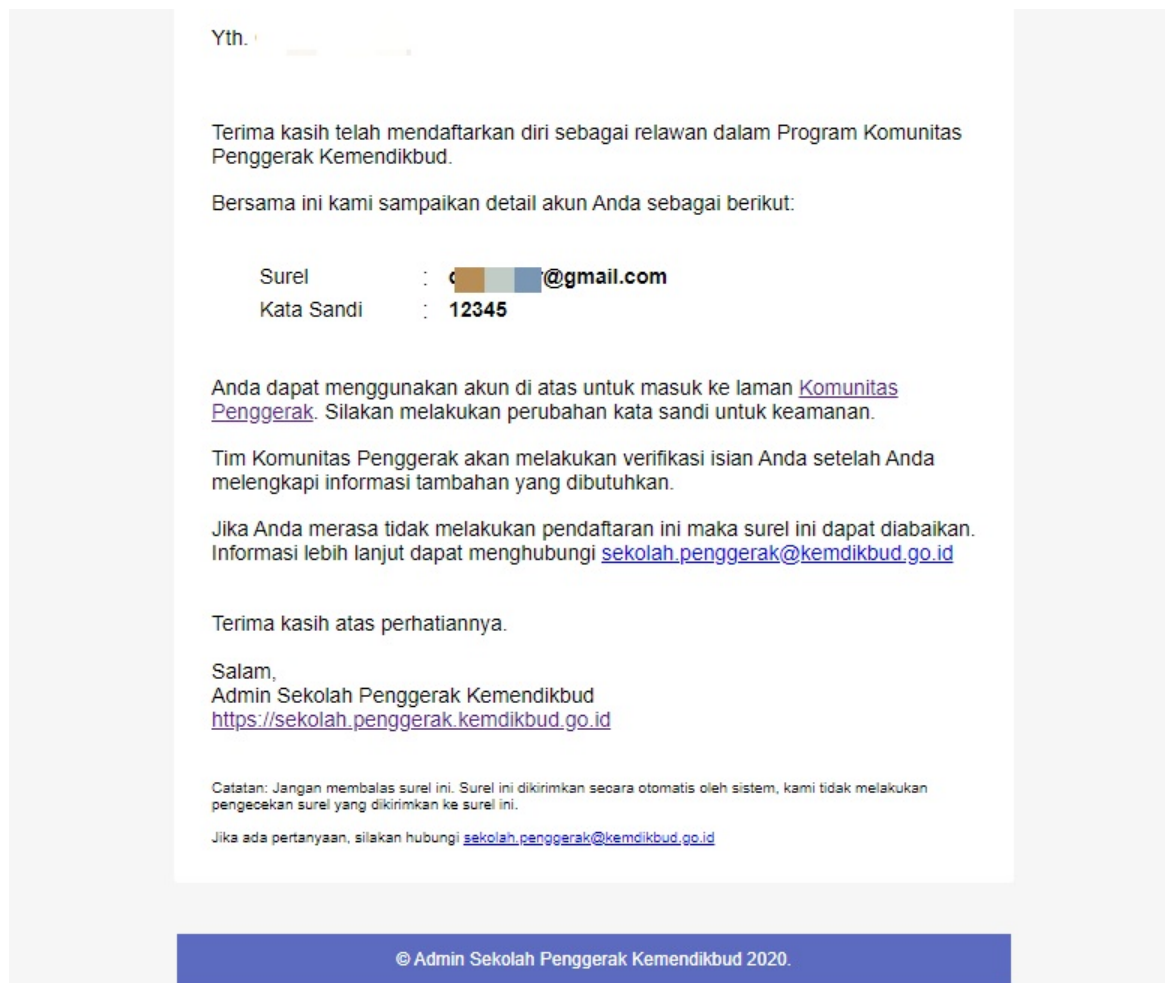 Yth.
Terima kasih telah mendaftarkan diri sebagai relawan dalam Program Komunitas
Penggerak Kemendikbud.
Bersama ini kami sampaikan detail akun Anda sebagai berikut:
Surel : @gmail.com
Kata Sandi : 12345
Anda dapat menggunakan akun di atas untuk masuk ke laman Komunitas
Penggerak. Silakan melakukan perubahan kata sandi untuk keamanan.
Tim Komunitas Penggerak akan melakukan verifikasi isian Anda setelah Anda
melengkapi informasi tambahan yang dibutuhkan.
Jika Anda merasa tidak melakukan pendaftaran ini maka surel ini dapat diabaikan.
Informasi lebih lanjut dapat menghubungi sekolah.penggerak@kemdikbud.go.id
Terima kasih atas perhatiannya.
Salam,
Admin Sekolah Penggerak Kemendikbud
https://sekolah.penggerak.kemdikbud.go.id
Catatan: Jangan membalas surel ini. Surel ini dikirimkan secara otomatis oleh sistem, kami tidak melakukan
pengecekan surel yang dikirimkan ke surel ini.
Jika ada pertanyaan, silakan hubungi sekolah.penggerak@kemdikbud.go.id
© Admin Sekolah Penggerak Kemendikbud 2020.